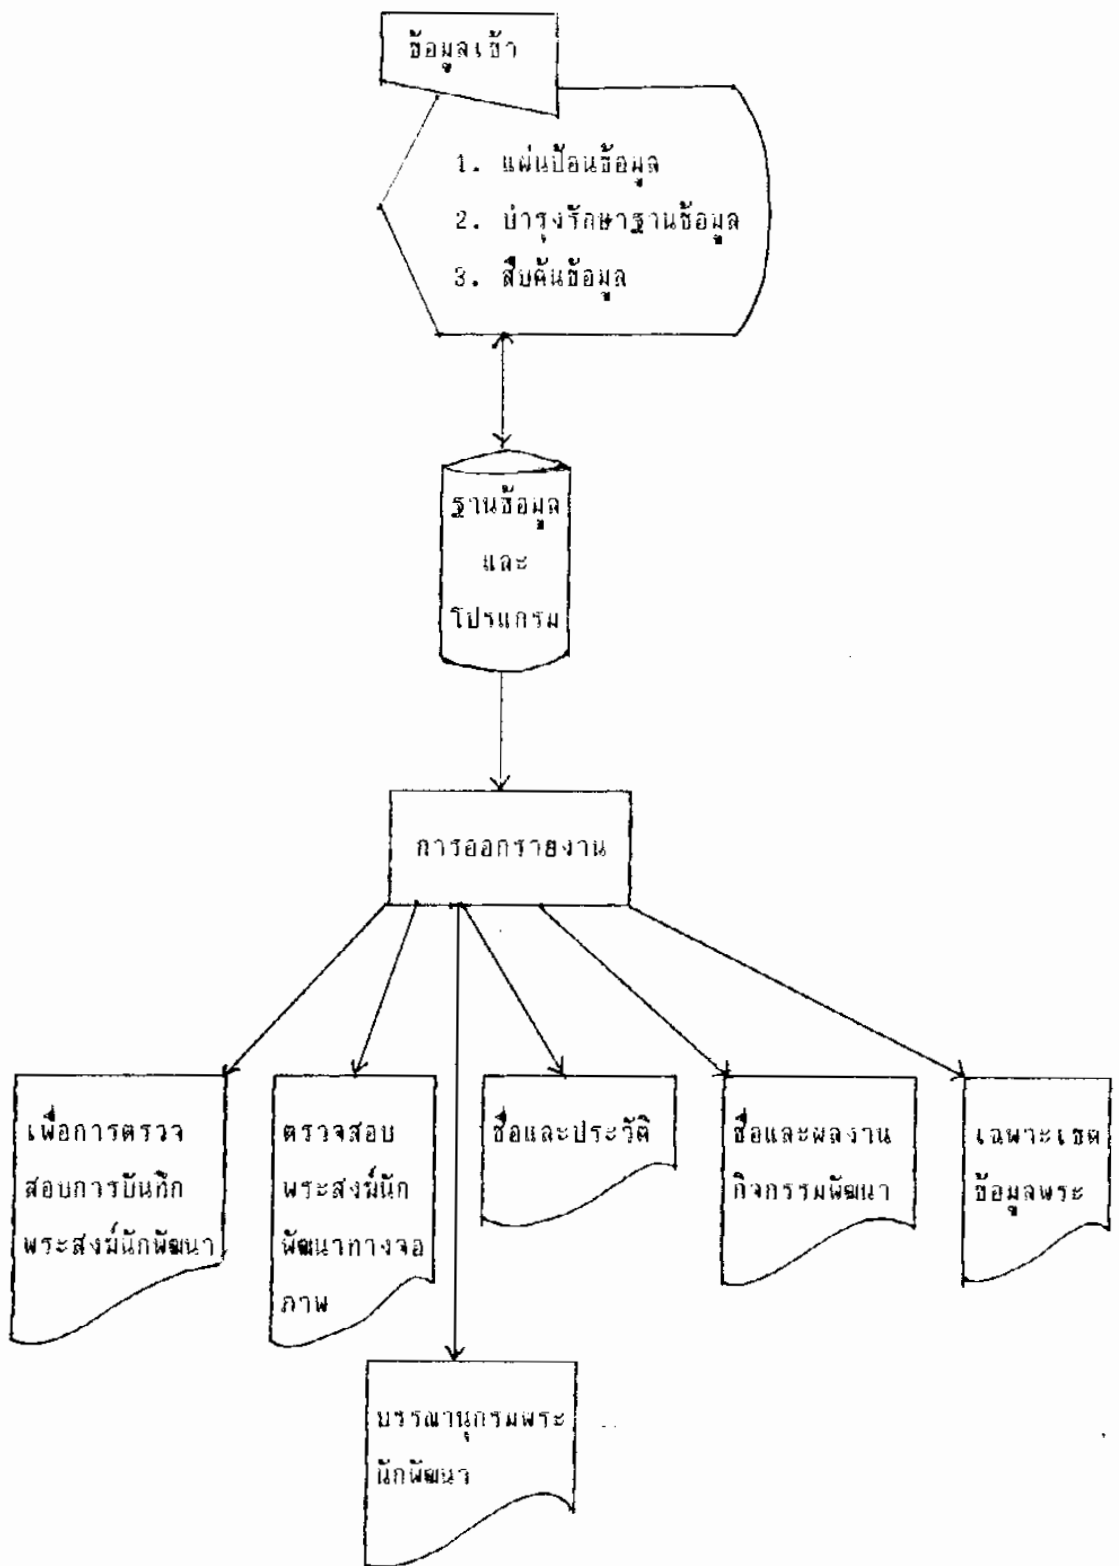 ข้อมูลเข้า
1. แผ่นป้อนข้อมูล
2. บำรุงรักษาฐานข้อมูล
3. สืบค้นข้อมูล
ฐานข้อมูล
และ
โปรแกรม
การออกรายงาน
เพื่อการตรวจ
สอบการบันทึก
พระสงฆ์นักพัฒนา
ตรวจสอบ
พระสงฆ์นัก
พัฒนาทางจอ
ภาพ
ชื่อและประวัติ
ชื่อและผลงาน
กิจกรรมพัฒนา
เฉพาะเขต
ข้อมูลพระ
บรรณานุกรมพระ
นักพัฒนา